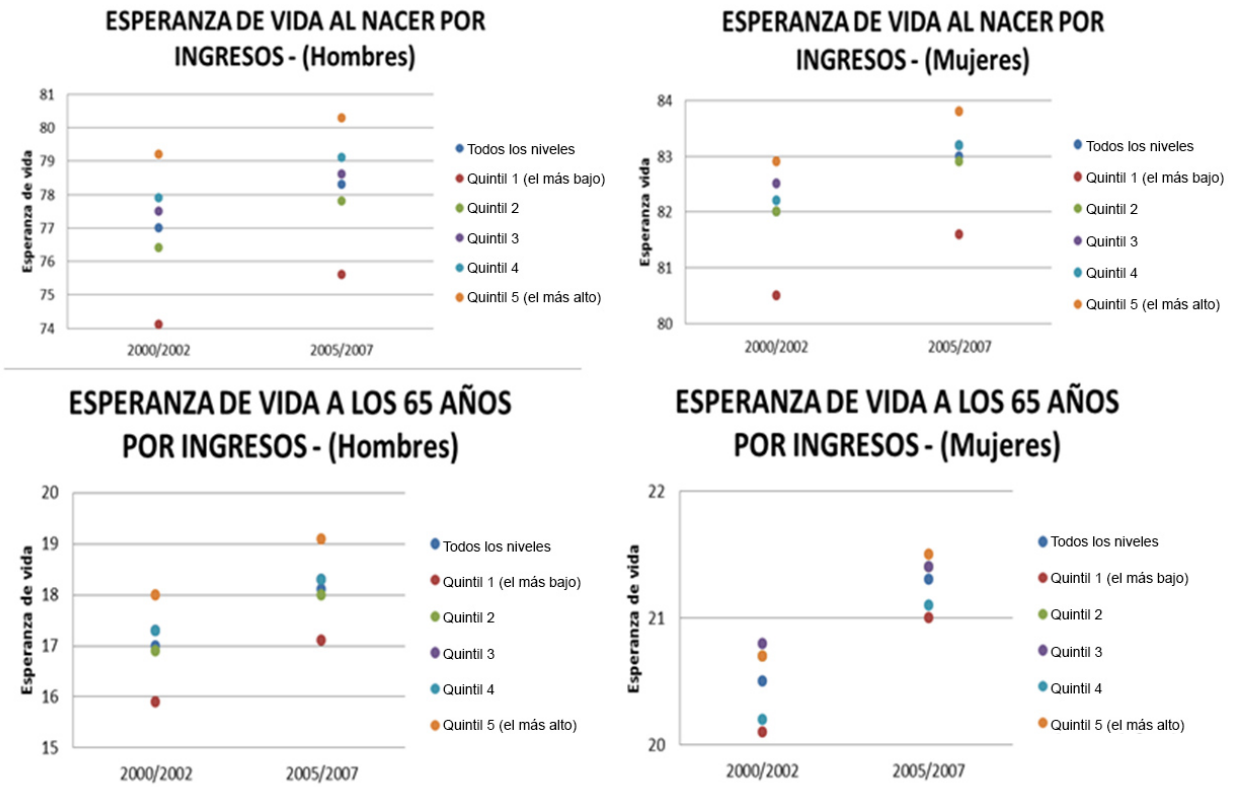 ESPERANZA DE VIDA AL NACER POR
INGRESOS - (Hombres)
81
80
79
78
77
76
75
74
Esperanza de vida
2000/2002
2005/2007
Todos los niveles
Quintil 1 (el más bajo)
Quintil 2
Quintil 3
Quintil 4
Quintil 5 (el más alto)
ESPERANZA DE VIDA AL NACER POR
INGRESOS - (Mujeres)
84
83
82
81
80
Esperanza vida
2000/2002
2005/2007
Todos los niveles
Quintil 1 (el más bajo)
Quintil 2
Quintil 3
Quintil 4
Quintil 5 (el más alto)
ESPERANZA DE VIDA A LOS 65 AÑOS
POR INGRESOS - (Hombres)
20
19
18
17
16
15
Esperanza de vida
2000/2002
2005/2007
Todos los niveles
Quintil 1 (el más bajo)
Quintil 2
Quintil 3
Quintil 4
Quintil 5 (el más alto)
ESPERANZA DE VIDA A LOS 65 AÑOS
POR INGRESOS - (Mujeres)
22
21
20
Esperanza de vida
2000/2002
2005/2007
Todos los niveles
Quintil 1 (el más bajo)
Quintil 2
Quintil 3
Quintil 4
Quintil 5 (el más alto)